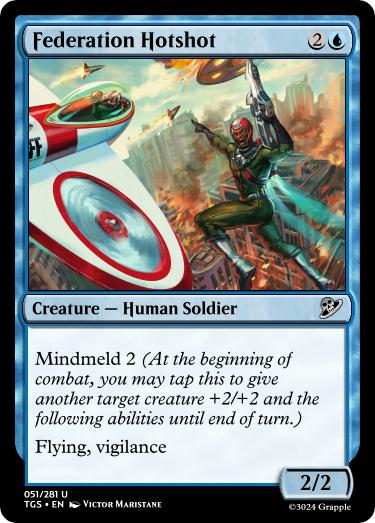 Federation Hotshot 2
FF
Creature — Human Soldier
Mindmeld 2 (At the beginning of
combat, you may tap this to give
another target creature +2/+2 and the
following abilities until end of turn.)
Flying, vigilance
2/2
051/281 U
TGS • EN Victor Maristane
©3024 Grapple